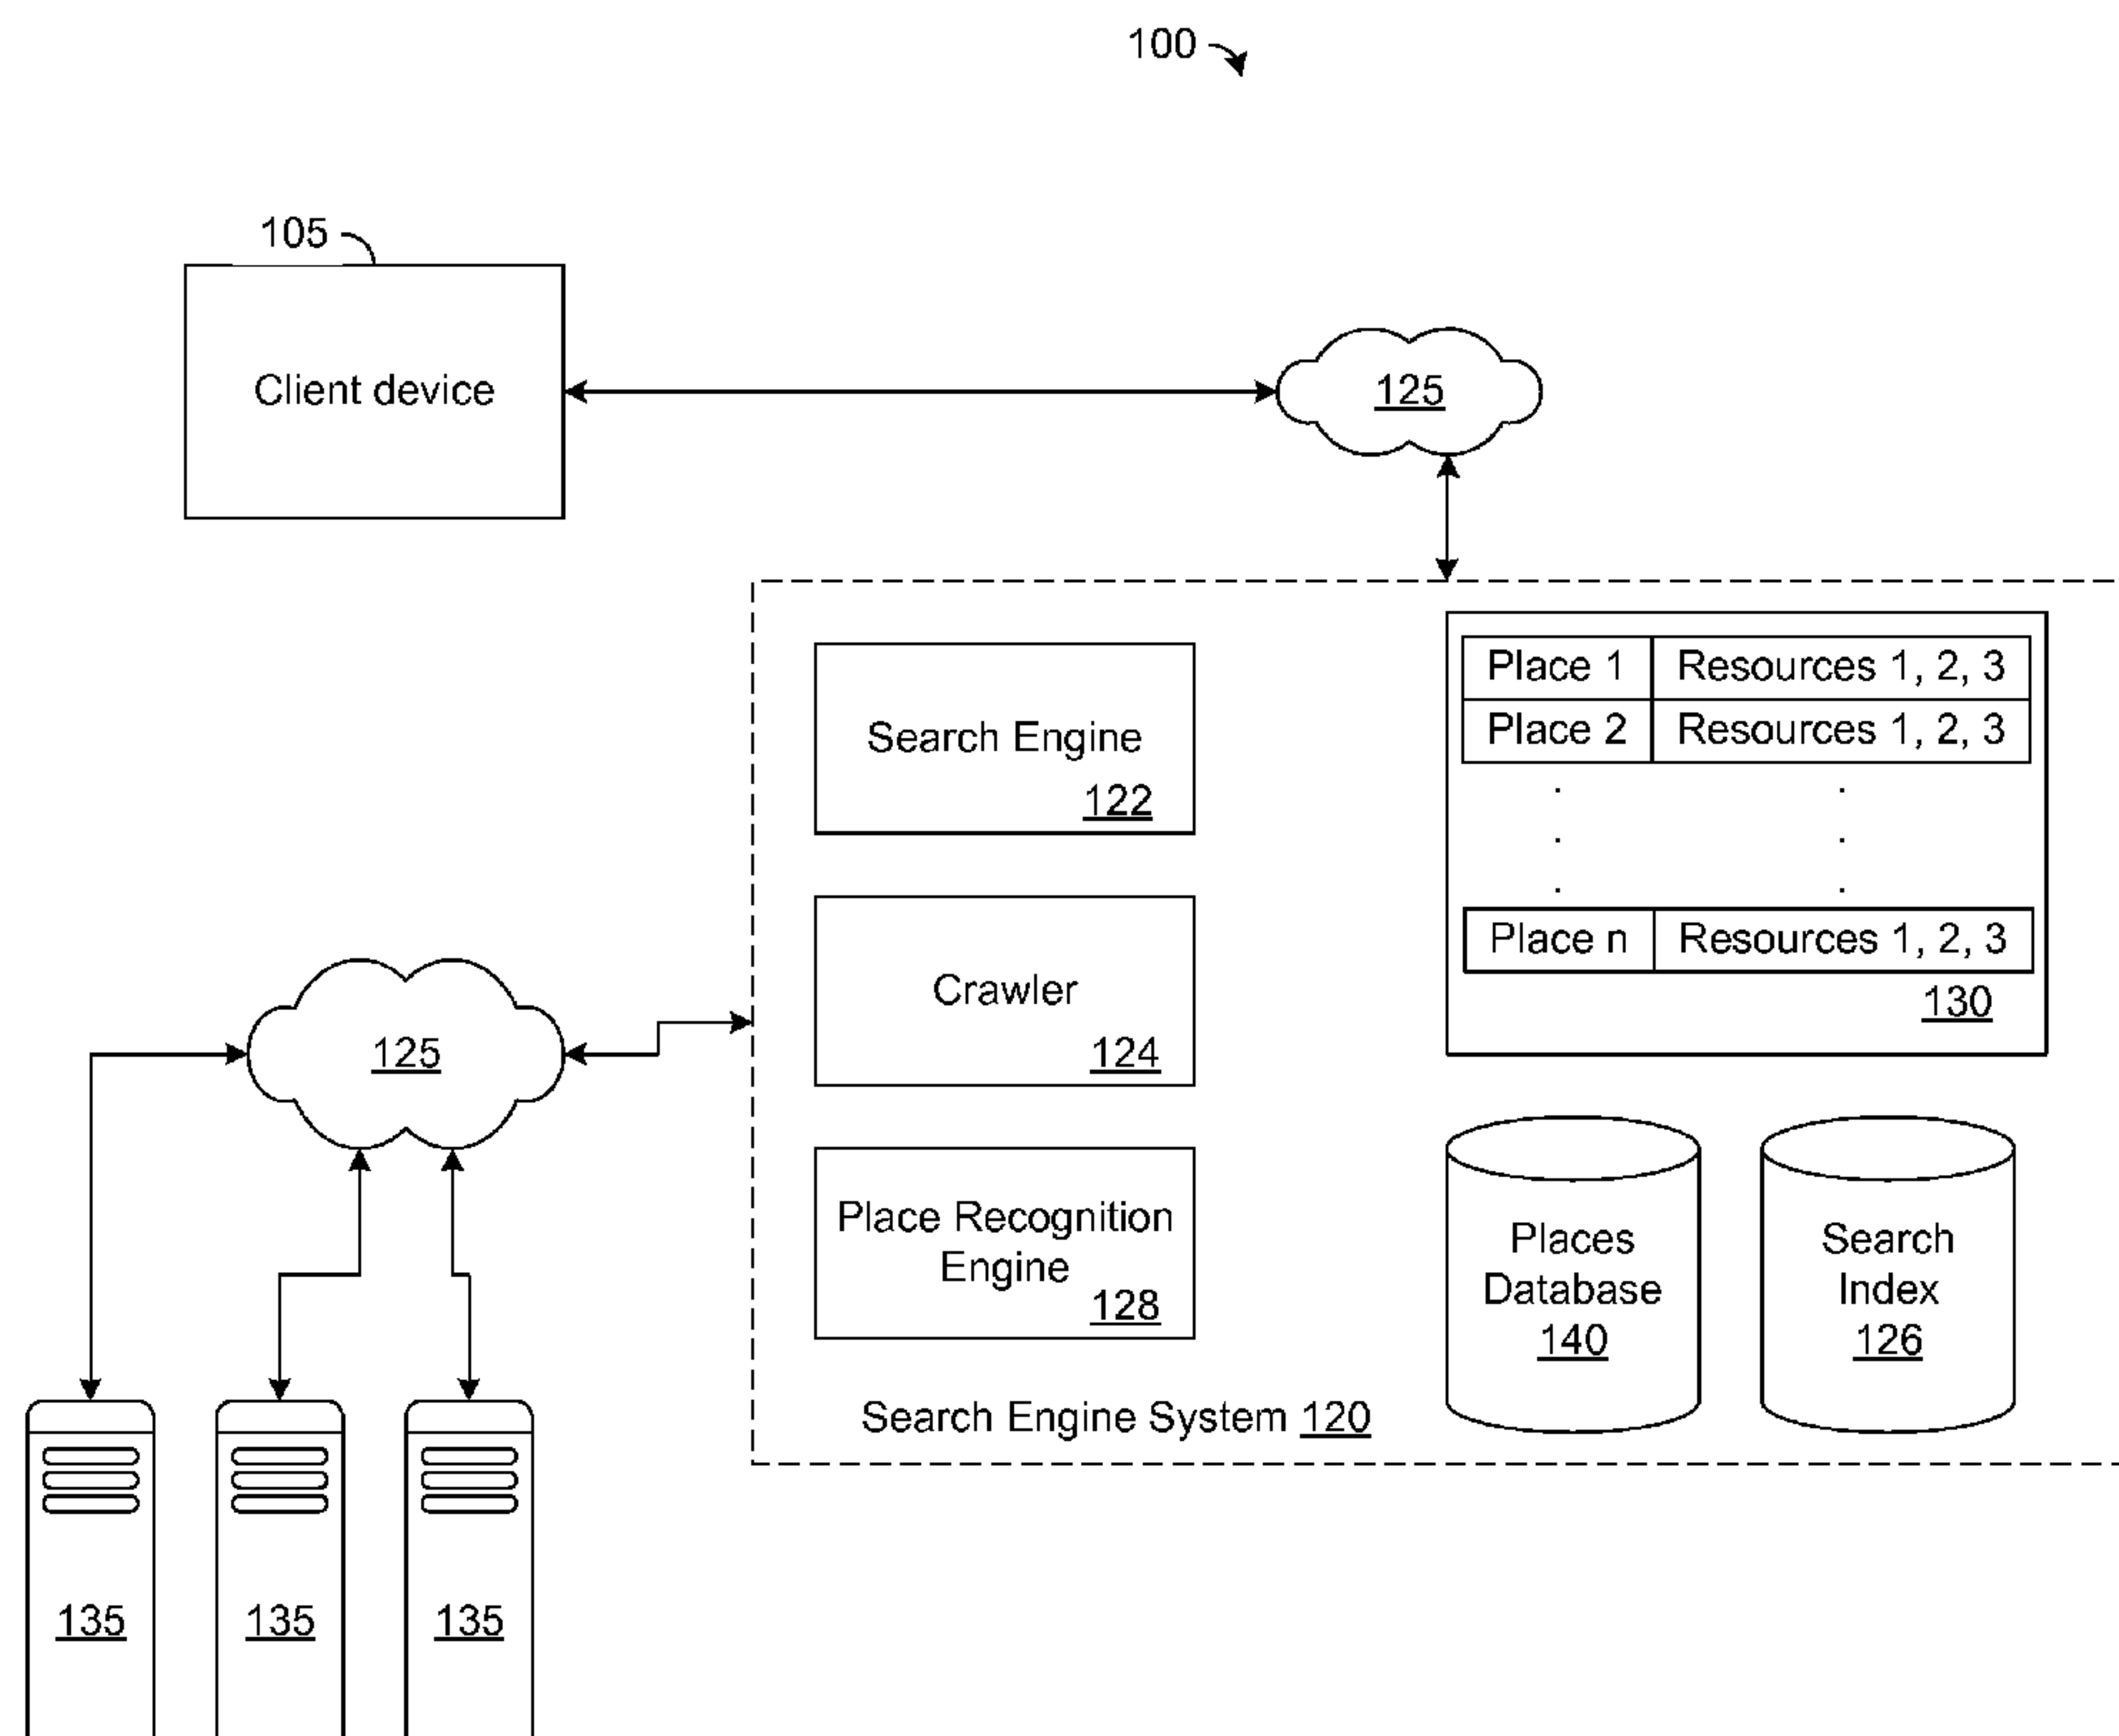 100
105
Client device
125
Search Engine
122
Place 1 Resources 1, 2, 3
Place 2 Resources 1, 2, 3
. .
. .
. .
Place n Resources 1, 2, 3
130
Crawler
124
125
Place Recognition
Engine
128
Places
Database
140
Search
Index
126
Search Engine System 120
135 135 135